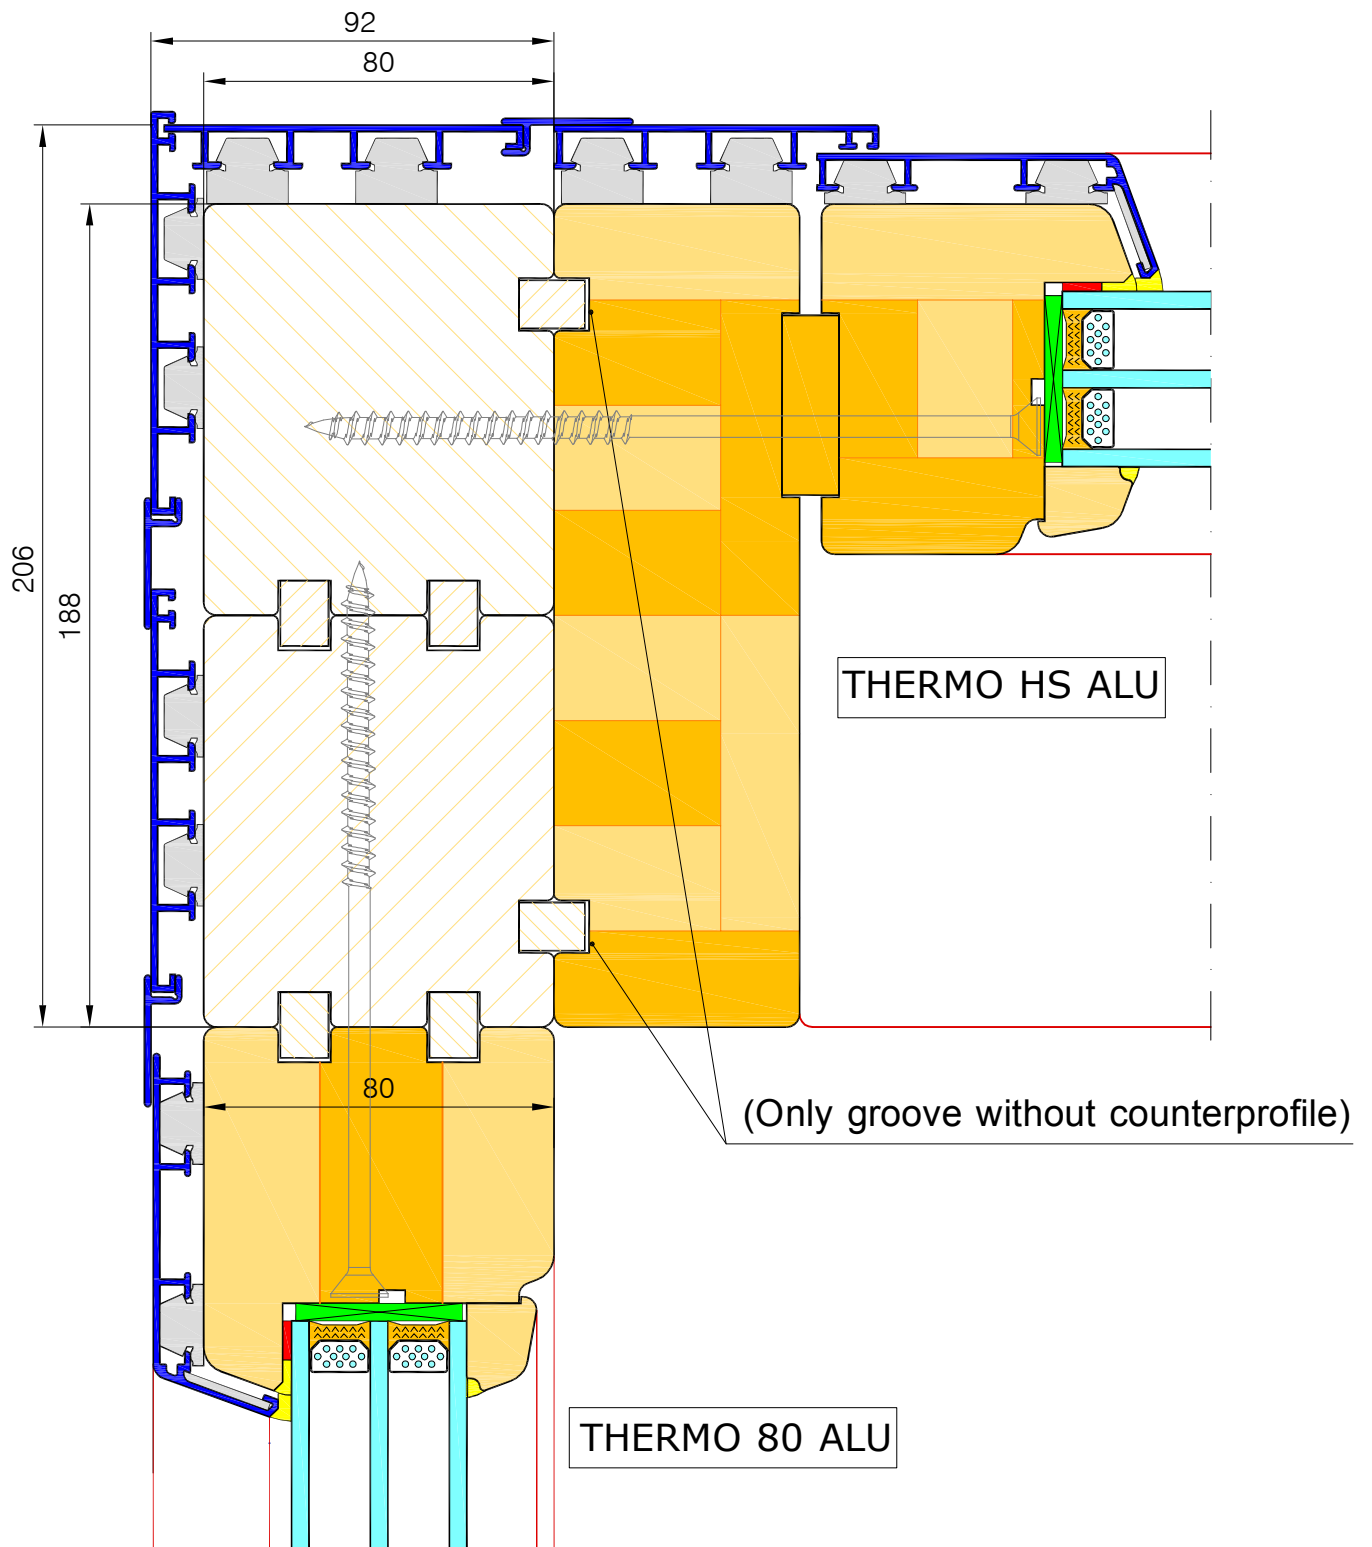 92
80
206
188
THERMO HS ALU
80
(Only groove without counterprofile)
THERMO 80 ALU